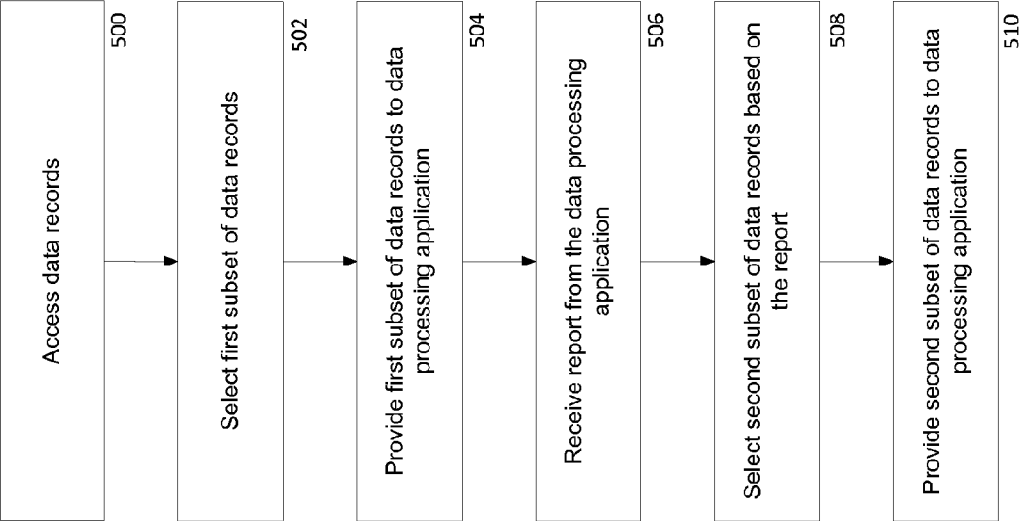 Access data records
500
Select first subset of data records
502
Provide first subset of data records to data
processing application
504
Receive report from the data processing
application
506
Select second subset of data records based on
the report
508
Provide second subset of data records to data
processing application
510